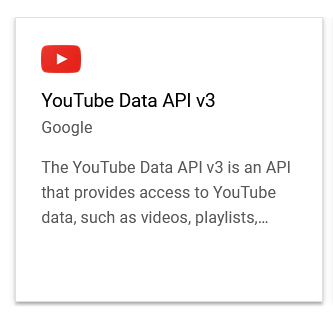 YouTube Data API v3
Google
The YouTube Data API v3 is an API
that provides access to YouTube
data, such as videos, playlists,...